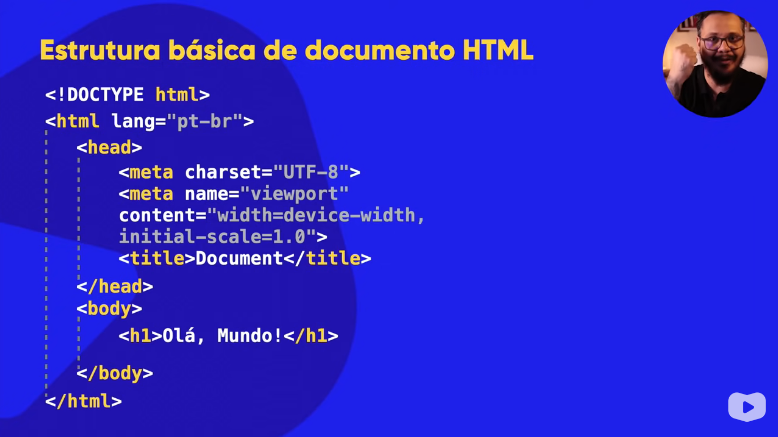 Estrutura básica de documento HTML
<!DOCTYPE html>
<html lang="pt-br">
<head>
<meta charset="UTF-8">
<meta name="viewport"
content="width=device-width,
initial-scale=1.0">
<title>Document</title>
</head>
<body>
<h1>Olá, Mundo!</h1>
</body>
</html>